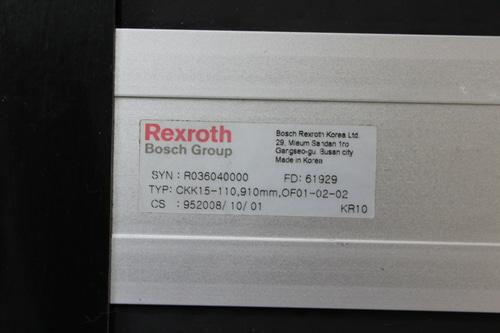 Rexroth
Bosch Group
Bosch Rexroth Korea Ltd.
29, Mieum Sandan 1ro
Gangseo-gu, Busan city
Made in Korea
SYN : R036040000 FD: 61929
TYP: CKK15-110,910mm,OF01-02-02
CS : 952008/10/01 KR10